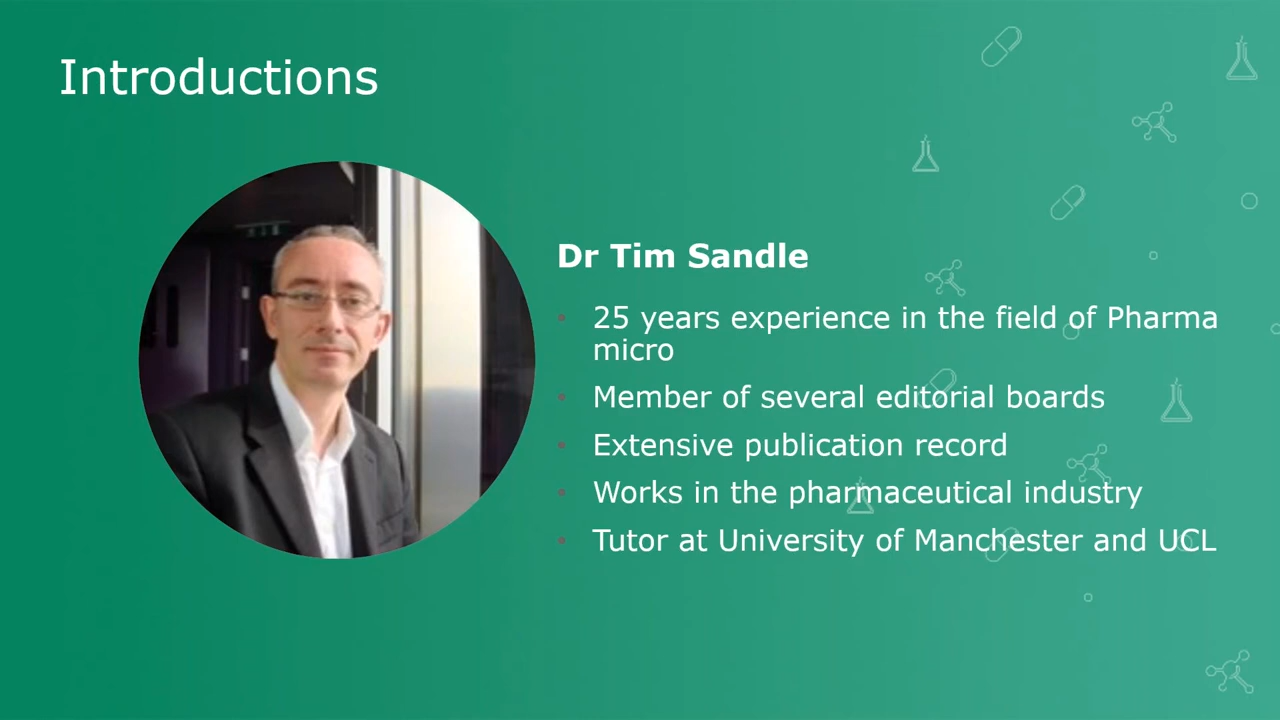 Introductions
Dr Tim Sandle
25 years experience in the field of Pharma
micro
Member of several editorial boards
Extensive publication record
Works in the pharmaceutical industry
Tutor at University of Manchester and UCL